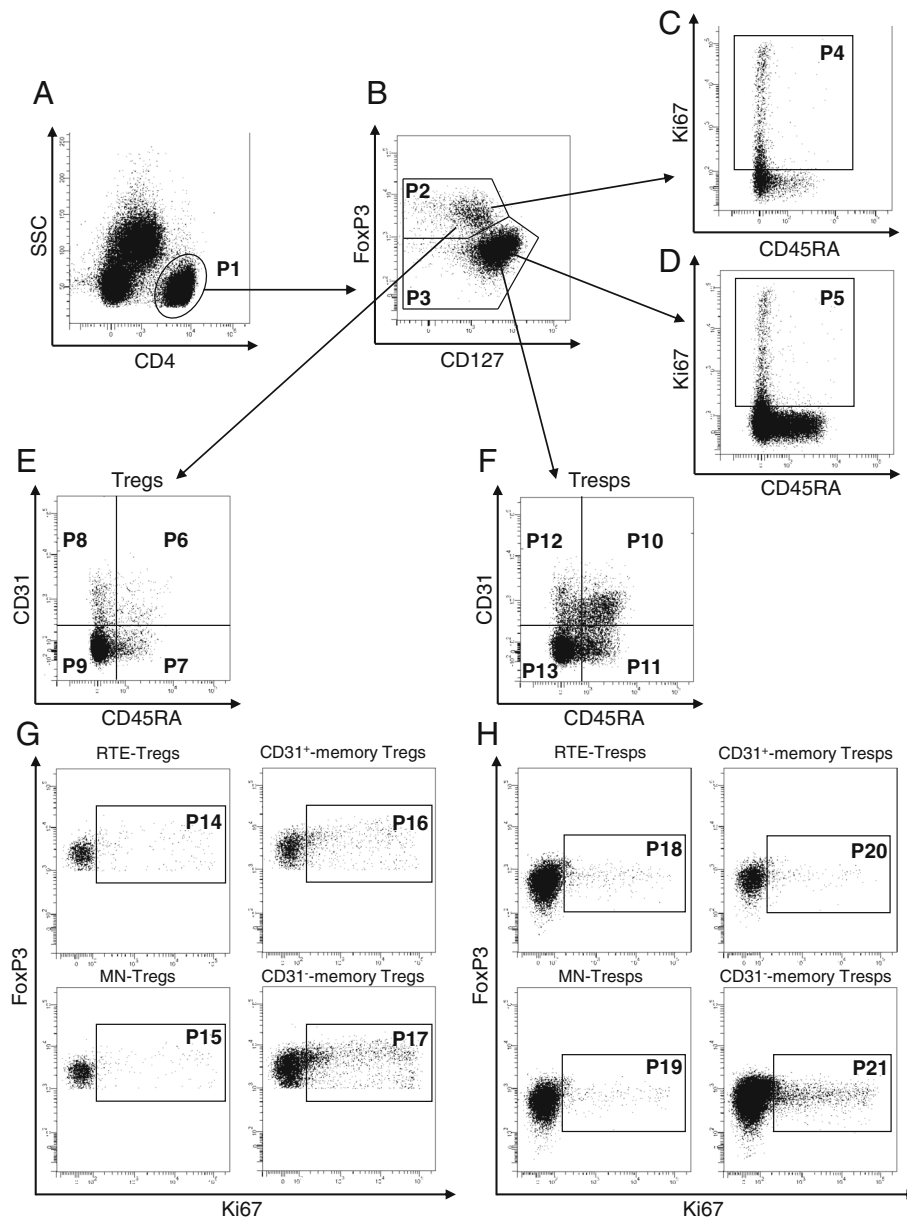 A
B
C
P4
Ki67
CD45RA
SSC
P1
CD4
FoxP3
P2
P3
CD127
D
P5
Ki67
CD45RA
E
Tregs
P8
P6
CD31
P9
P7
CD45RA
F
Tresps
P12
P10
CD31
P13
P11
CD45RA
G
RTE-Tregs
CD31⁺-memory Tregs
P14
P16
MN-Tregs
CD31⁻-memory Tregs
P15
P17
FoxP3
Ki67
H
RTE-Tresps
CD31⁺-memory Tresps
P18
P20
MN-Tresps
CD31⁻-memory Tresps
P19
P21
FoxP3
Ki67